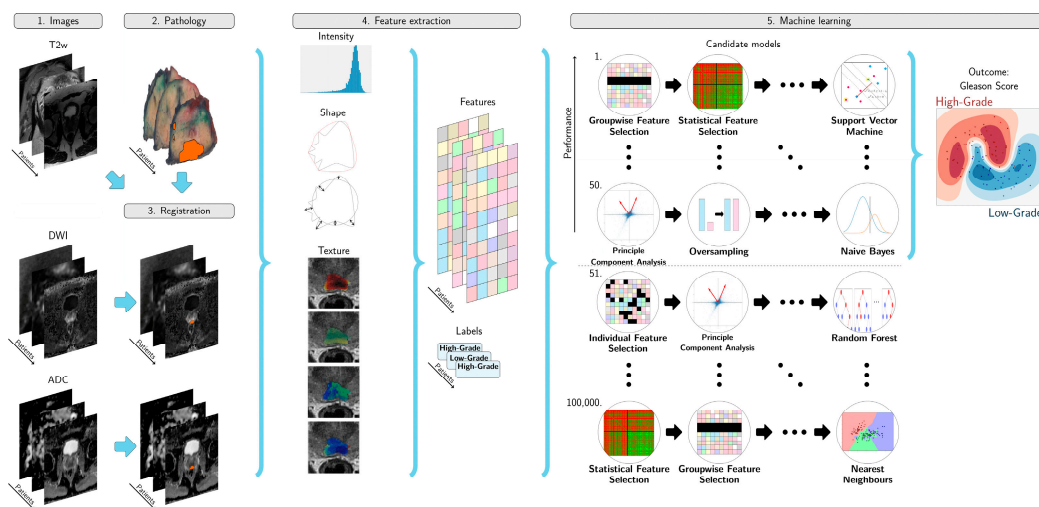 1. Images
2. Pathology
4. Feature extraction
5. Machine learning
T2w
Patients
Patients
3. Registration
DWI
Patients
Patients
ADC
Patients
Patients
Intensity
Shape
Texture
Features
Patients
Labels
High-Grade
Low-Grade
High-Grade
Patients
Candidate models
Performance
1.
Groupwise Feature
Selection
Statistical Feature
Selection
Support Vector
Machine
50.
Principle
Component Analysis
Oversampling
Naive Bayes
51.
Individual Feature
Selection
Principle
Component Analysis
Random Forest
100,000.
Statistical Feature
Selection
Groupwise Feature
Selection
Nearest
Neighbours
Outcome:
Gleason Score
High-Grade
Low-Grade